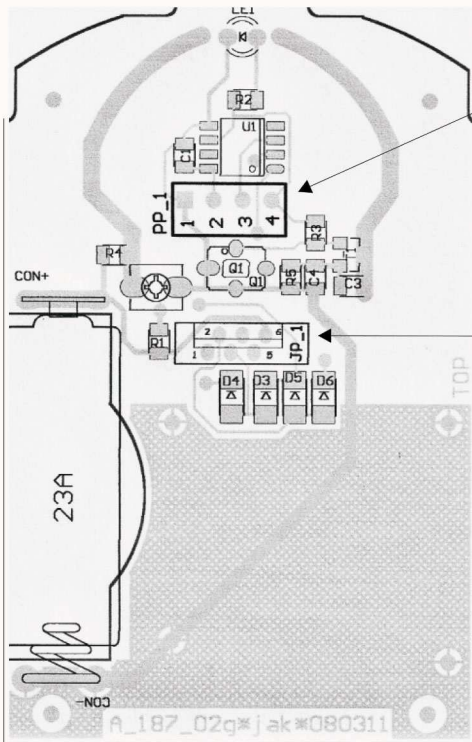 LE1
R2
U1
C1
PP_1
1 2 3 4
R3
R4
Q1
Q1
R5
C4
C3
CON+
R1
2 6
1 5
JP_1
D4 D3 D5 D6
TOP
23A
CON-
A_187_02g*jak*080311